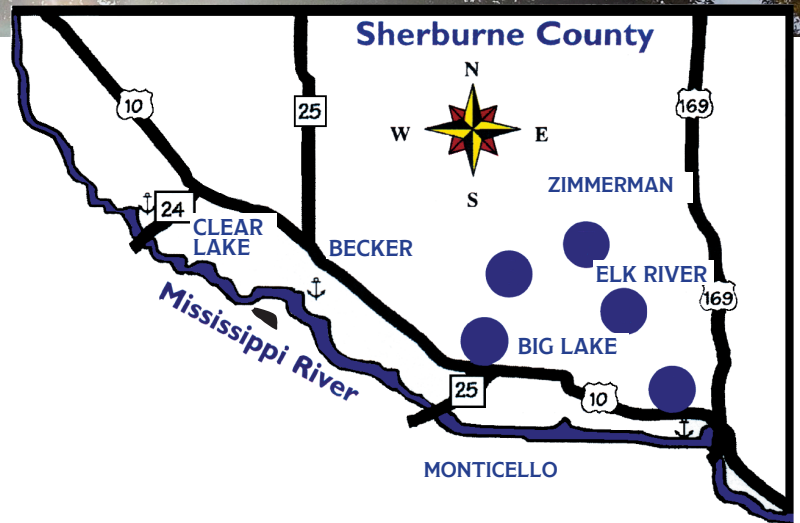 Sherburne County
N
10
25
169
W
E
ZIMMERMAN
S
24
CLEAR
LAKE
BECKER
ELK RIVER
169
Mississippi River
BIG LAKE
25
10
MONTICELLO